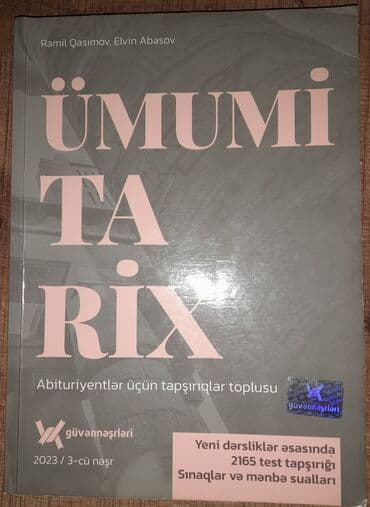 Ramil Qasımov, Elvin Abasov
ÜMUMİ
TA
RİX
Abituriyentlər üçün tapşırıqlar toplusu
güvənnəşrləri
güvənnəşrləri
2023 / 3-cü nəşr
Yeni dərsliklər əsasında
2165 test tapşırığı
Sınaqlar və mənbə sualları